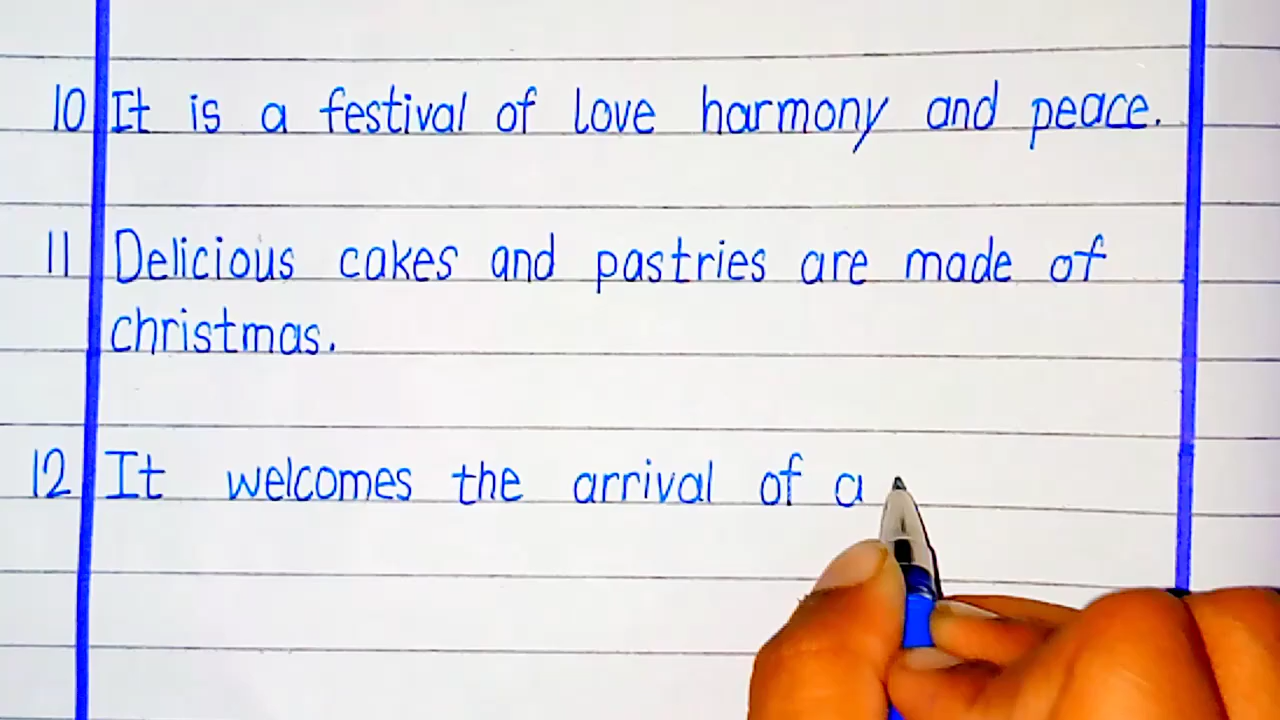 10 It is a festival of love harmony and peace.
11 Delicious cakes and pastries are made of
christmas.
12 It welcomes the arrival of a